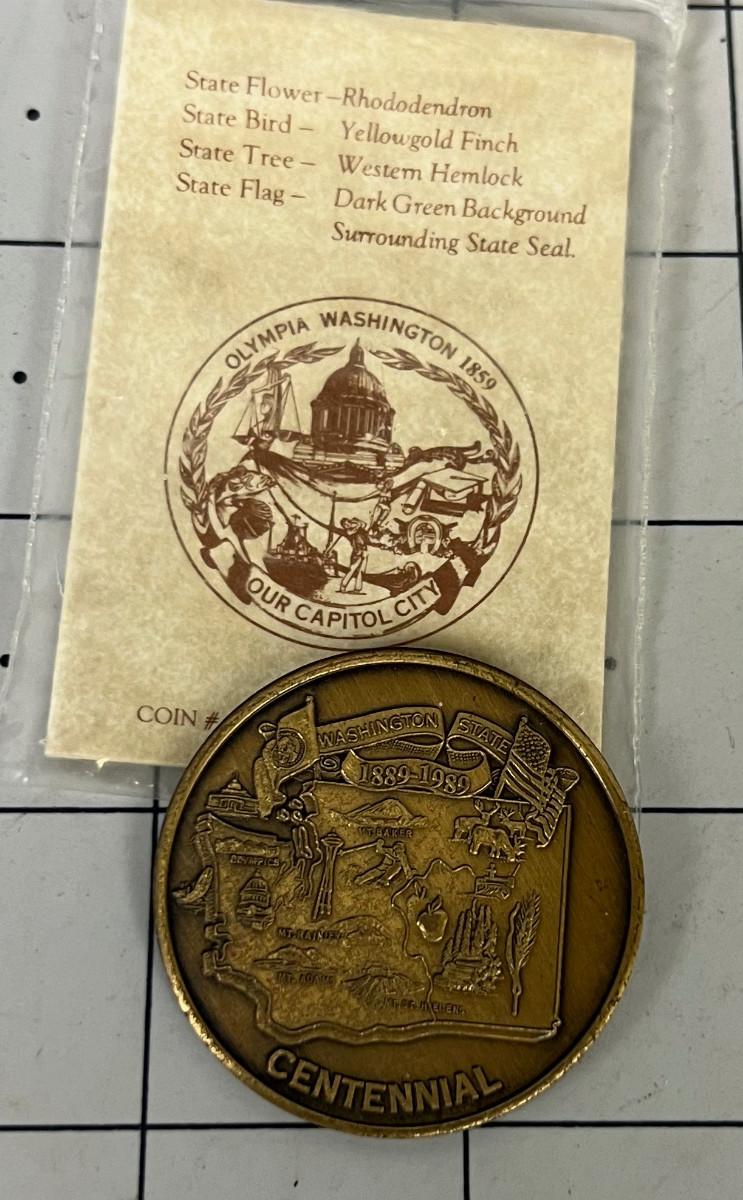 State Flower – Rhododendron
State Bird – Yellowgold Finch
State Tree – Western Hemlock
State Flag – Dark Green Background
Surrounding State Seal.
OLYMPIA WASHINGTON 1859
OUR CAPITOL CITY
COIN #
WASHINGTON STATE
1889-1989
MT. BAKER
OLYMPICS
MT. RAINIER
MT. ADAMS
MT. ST. HELENS
CENTENNIAL